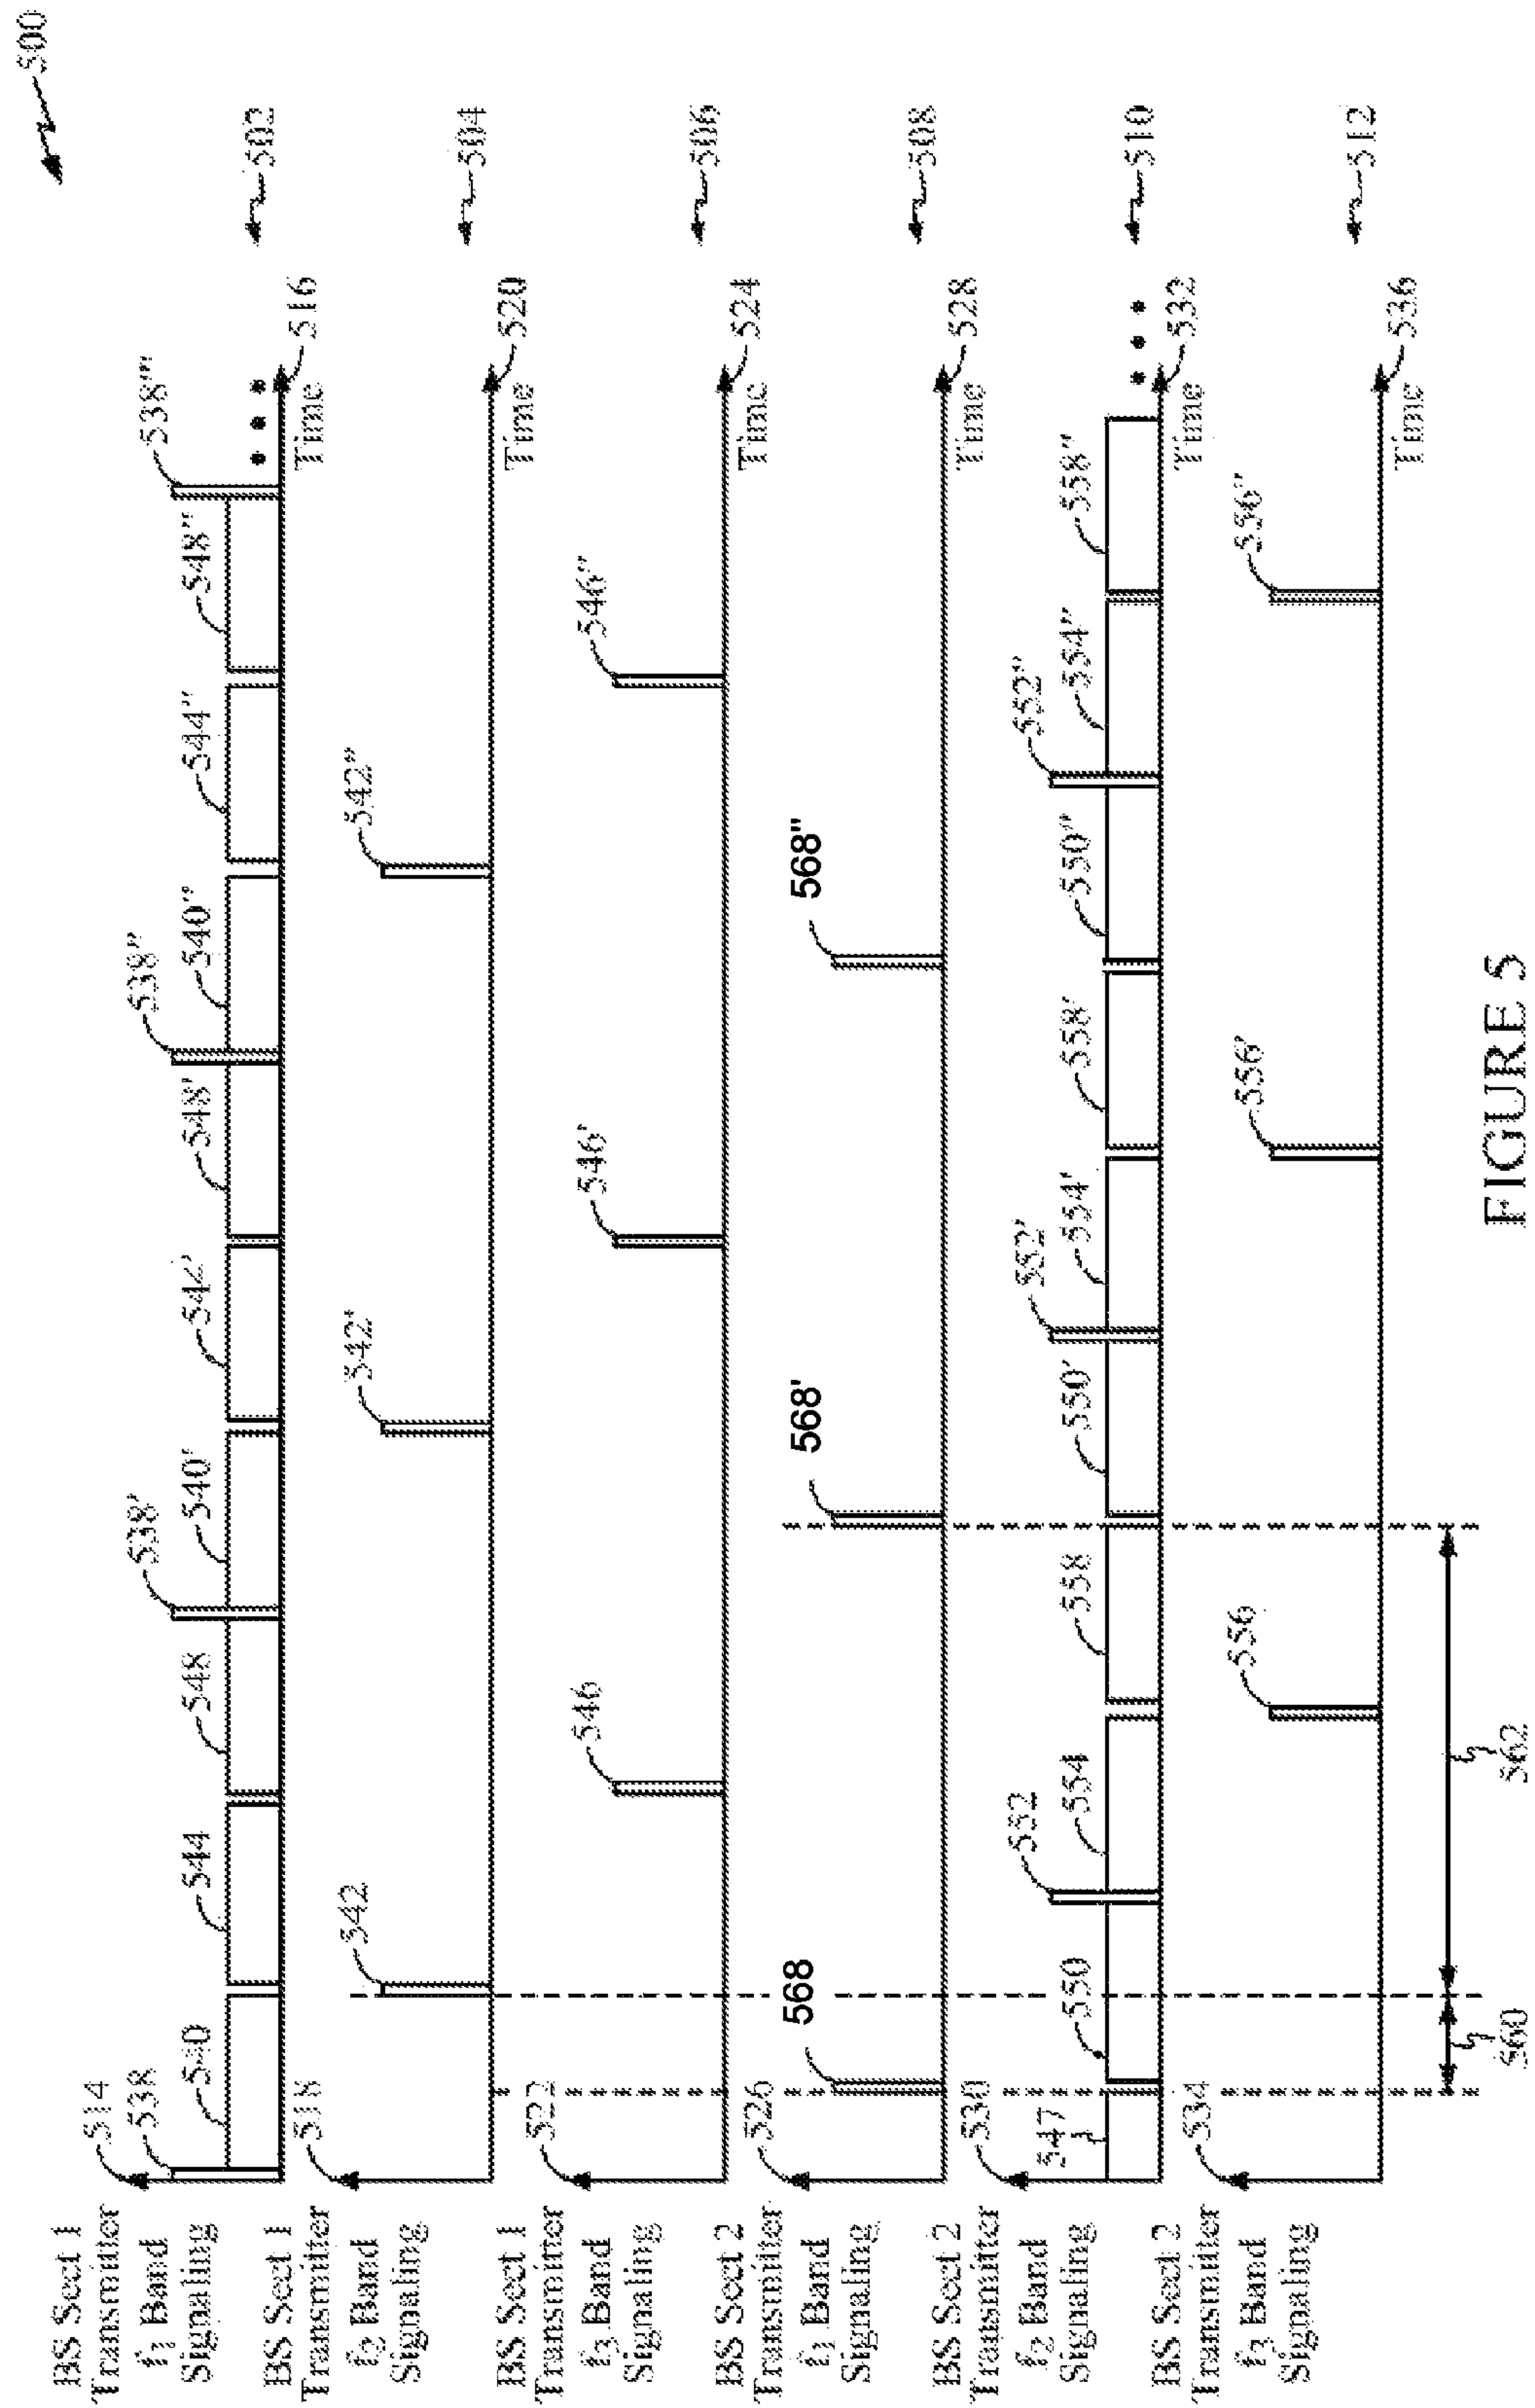 500
BS Sect 1
Transmitter
f1 Band
Signaling
514
538
540
544
548
538'
540'
542'
548'
538''
540''
544''
548''
538'''
Time
516
502
BS Sect 1
Transmitter
f2 Band
Signaling
518
542
542'
542''
Time
520
504
BS Sect 1
Transmitter
f3 Band
Signaling
522
546
546'
546''
Time
524
506
BS Sect 2
Transmitter
f1 Band
Signaling
526
568
568'
568''
Time
528
508
BS Sect 2
Transmitter
f2 Band
Signaling
530
547
550
552
554
558
550'
552'
554'
558'
550''
552''
554''
558''
Time
532
510
BS Sect 2
Transmitter
f3 Band
Signaling
534
556
556'
556''
Time
536
512
560
562
FIGURE 5